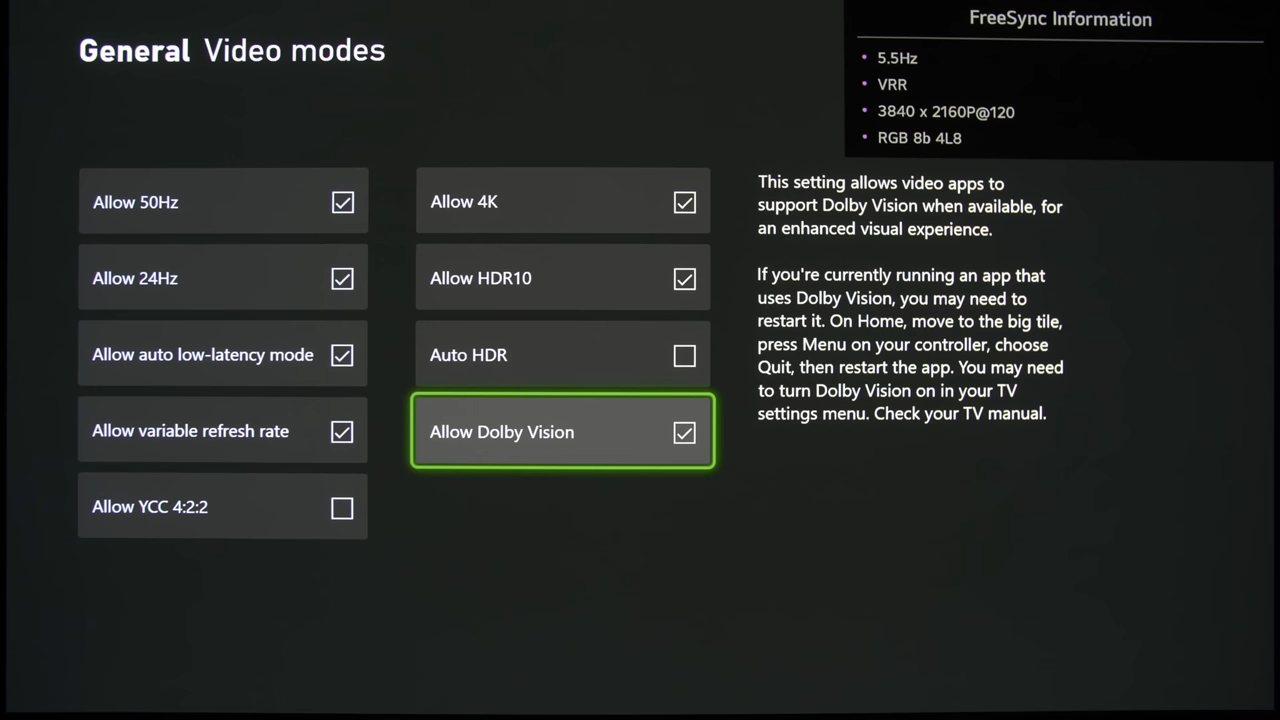 General Video modes
FreeSync Information
• 5.5Hz
• VRR
• 3840 x 2160P@120
• RGB 8b 4L8
Allow 50Hz
Allow 24Hz
Allow auto low-latency mode
Allow variable refresh rate
Allow YCC 4:2:2
Allow 4K
Allow HDR10
Auto HDR
Allow Dolby Vision
This setting allows video apps to
support Dolby Vision when available, for
an enhanced visual experience.
If you're currently running an app that
uses Dolby Vision, you may need to
restart it. On Home, move to the big tile,
press Menu on your controller, choose
Quit, then restart the app. You may need
to turn Dolby Vision on in your TV
settings menu. Check your TV manual.